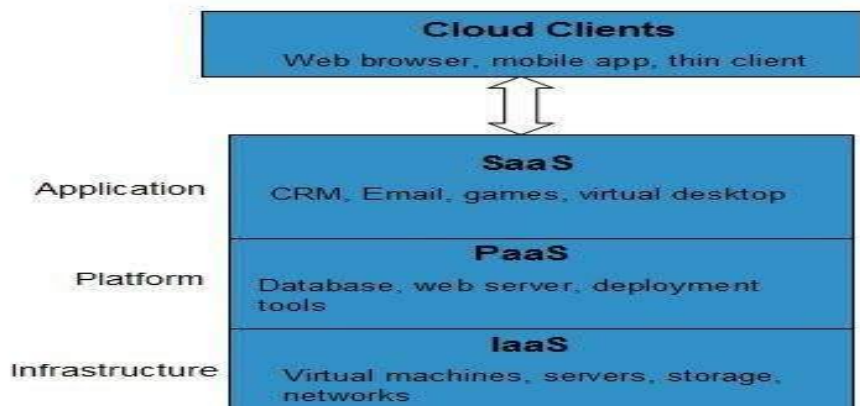 Cloud Clients
Web browser, mobile app, thin client
SaaS
Application
CRM, Email, games, virtual desktop
PaaS
Platform
Database, web server, deployment
tools
IaaS
Infrastructure
Virtual machines, servers, storage,
networks